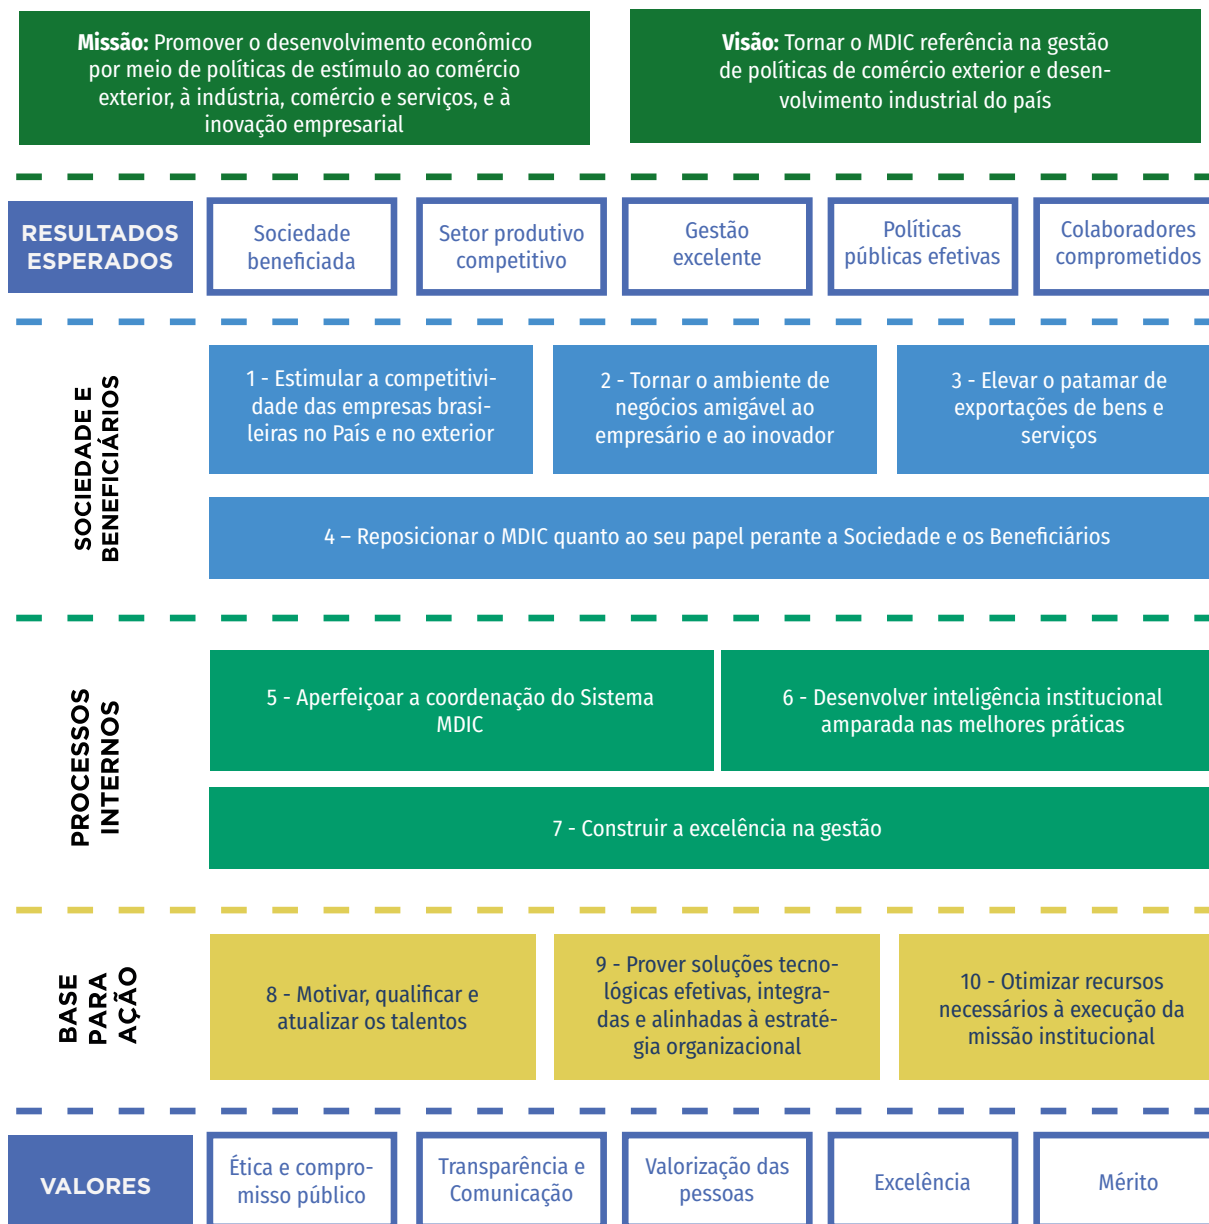 Missão: Promover o desenvolvimento econômico
por meio de políticas de estímulo ao comércio
exterior, à indústria, comércio e serviços, e à
inovação empresarial
Visão: Tornar o MDIC referência na gestão
de políticas de comércio exterior e desen-
volvimento industrial do país
RESULTADOS
ESPERADOS
Sociedade
beneficiada
Setor produtivo
competitivo
Gestão
excelente
Políticas
públicas efetivas
Colaboradores
comprometidos
SOCIEDADE E
BENEFICIÁRIOS
1 - Estimular a competitivi-
dade das empresas brasi-
leiras no País e no exterior
2 - Tornar o ambiente de
negócios amigável ao
empresário e ao inovador
3 - Elevar o patamar de
exportações de bens e
serviços
4 – Reposicionar o MDIC quanto ao seu papel perante a Sociedade e os Beneficiários
PROCESSOS
INTERNOS
5 - Aperfeiçoar a coordenação do Sistema
MDIC
6 - Desenvolver inteligência institucional
amparada nas melhores práticas
7 - Construir a excelência na gestão
BASE
PARA
AÇÃO
8 - Motivar, qualificar e
atualizar os talentos
9 - Prover soluções tecno-
lógicas efetivas, integra-
das e alinhadas à estraté-
gia organizacional
10 - Otimizar recursos
necessários à execução da
missão institucional
VALORES
Ética e compro-
misso público
Transparência e
Comunicação
Valorização das
pessoas
Excelência
Mérito